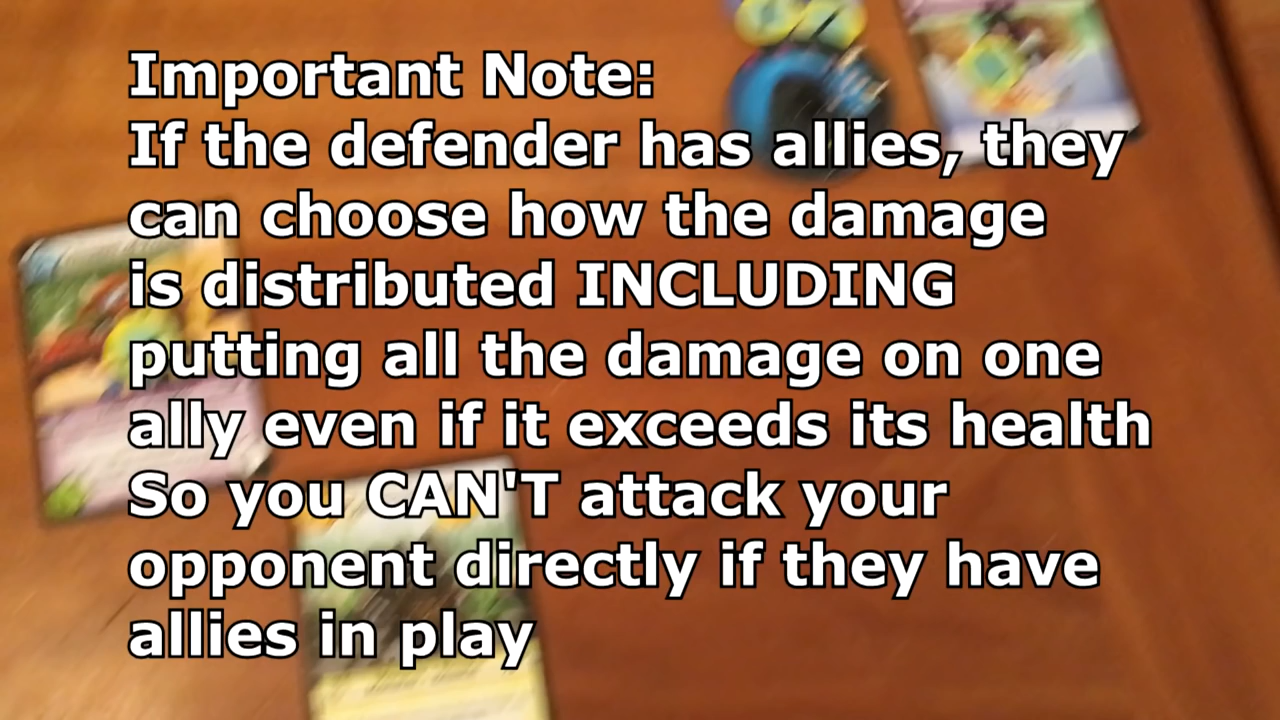 Important Note:
If the defender has allies, they
can choose how the damage
is distributed INCLUDING
putting all the damage on one
ally even if it exceeds its health
So you CAN'T attack your
opponent directly if they have
allies in play